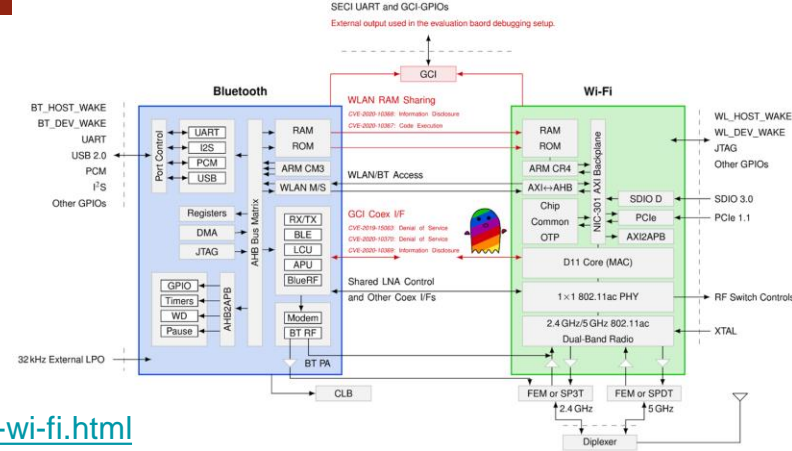 SECI UART and GCI-GPIOs
External output used in the evaluation baord debugging setup.
GCI
Bluetooth
Wi-Fi
BT_HOST_WAKE
BT_DEV_WAKE
UART
USB 2.0
PCM
I²S
Other GPIOs
Port Control
UART
I2S
PCM
USB
Registers
DMA
JTAG
AHB Bus Matrix
GPIO
Timers
WD
Pause
AHB2APB
RAM
ROM
ARM CM3
WLAN M/S
RX/TX
BLE
LCU
APU
BlueRF
Modem
BT RF
BT PA
32 kHz External LPO
CLB
WLAN RAM Sharing
CVE-2020-10368: Information Disclosure
CVE-2020-10367: Code Execution
WLAN/BT Access
GCI Coex I/F
CVE-2019-15063: Denial of Service
CVE-2020-10370: Denial of Service
CVE-2020-10369: Information Disclosure
Shared LNA Control
and Other Coex I/Fs
RAM
ROM
ARM CR4
AXI↔AHB
Chip
Common
OTP
NIC-301 AXI Backplane
SDIO D
PCIe
AXI2APB
D11 Core (MAC)
1×1 802.11ac PHY
2.4 GHz/5 GHz 802.11ac
Dual-Band Radio
WL_HOST_WAKE
WL_DEV_WAKE
JTAG
Other GPIOs
SDIO 3.0
PCIe 1.1
RF Switch Controls
XTAL
FEM or SP3T
FEM or SPDT
2.4 GHz
5 GHz
Diplexer
-wi-fi.html